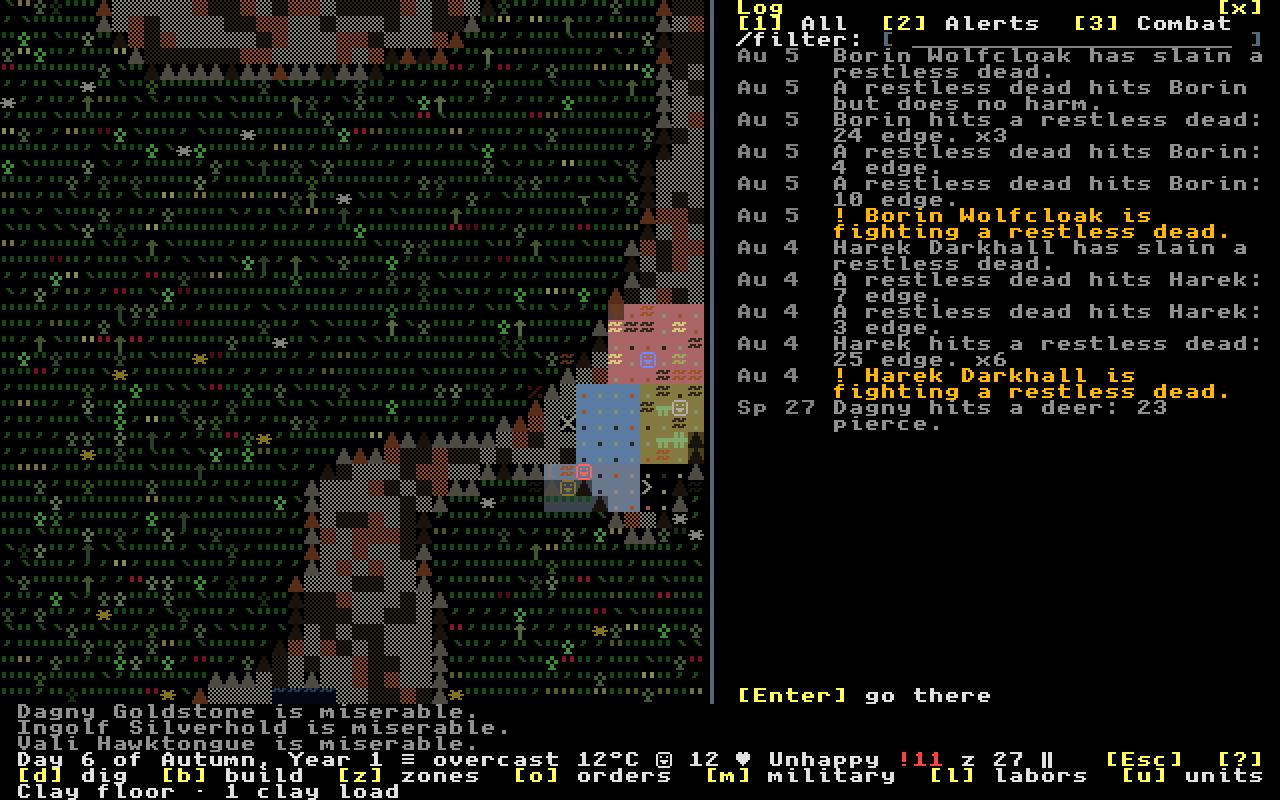 Log [x]
[1] All [2] Alerts [3] Combat
/filter: [ ]
Au 5 Borin Wolfcloak has slain a
restless dead.
Au 5 A restless dead hits Borin
but does no harm.
Au 5 Borin hits a restless dead:
24 edge. x3
Au 5 A restless dead hits Borin:
4 edge.
Au 5 A restless dead hits Borin:
10 edge.
Au 5 ! Borin Wolfcloak is
fighting a restless dead.
Au 4 Harek Darkhall has slain a
restless dead.
Au 4 A restless dead hits Harek:
7 edge.
Au 4 A restless dead hits Harek:
3 edge.
Au 4 Harek hits a restless dead:
25 edge. x6
Au 4 ! Harek Darkhall is
fighting a restless dead.
Sp 27 Dagny hits a deer: 23
pierce.
[Enter] go there
Dagny Goldstone is miserable.
Ingolf Silverhold is miserable.
Vali Hawktongue is miserable.
Day 6 of Autumn, Year 1 ≡ overcast 12°C ☺ 12 ♥ Unhappy !11 z 27 ‖ [Esc] [?]
[d] dig [b] build [z] zones [o] orders [m] military [l] labors [u] units
Clay floor · 1 clay load